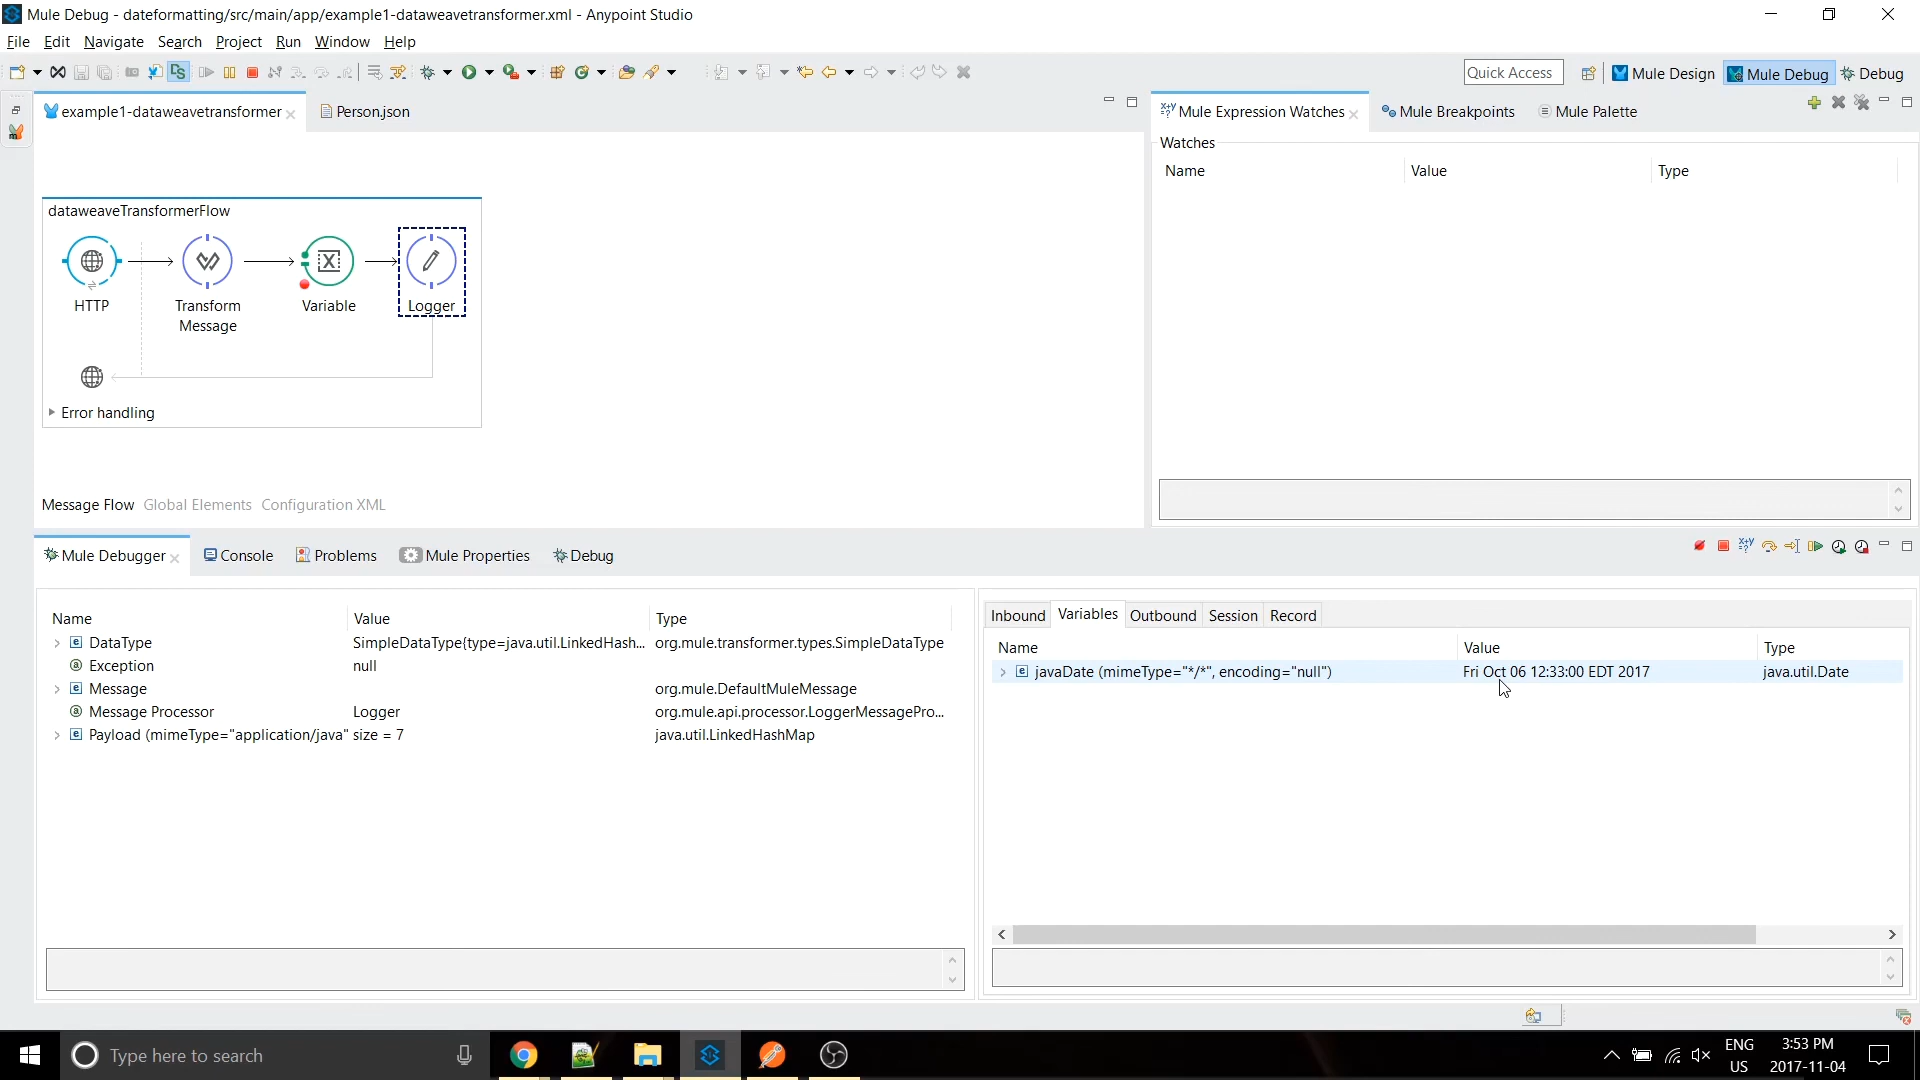 Mule Debug - dateformatting/src/main/app/example1-dataweavetransformer.xml - Anypoint Studio
File Edit Navigate Search Project Run Window Help
Quick Access Mule Design Mule Debug Debug
example1-dataweavetransformer Person.json
Mule Expression Watches Mule Breakpoints Mule Palette
Watches
Name Value Type
dataweaveTransformerFlow
HTTP Transform Message Variable Logger
Error handling
Message Flow Global Elements Configuration XML
Mule Debugger Console Problems Mule Properties Debug
Name Value Type
DataType SimpleDataType{type=java.util.LinkedHash... org.mule.transformer.types.SimpleDataType
Exception null
Message org.mule.DefaultMuleMessage
Message Processor Logger org.mule.api.processor.LoggerMessagePro...
Payload (mimeType="application/java" size = 7 java.util.LinkedHashMap
Inbound Variables Outbound Session Record
Name Value Type
javaDate (mimeType="*/*", encoding="null") Fri Oct 06 12:33:00 EDT 2017 java.util.Date
Type here to search
ENG
US
3:53 PM
2017-11-04